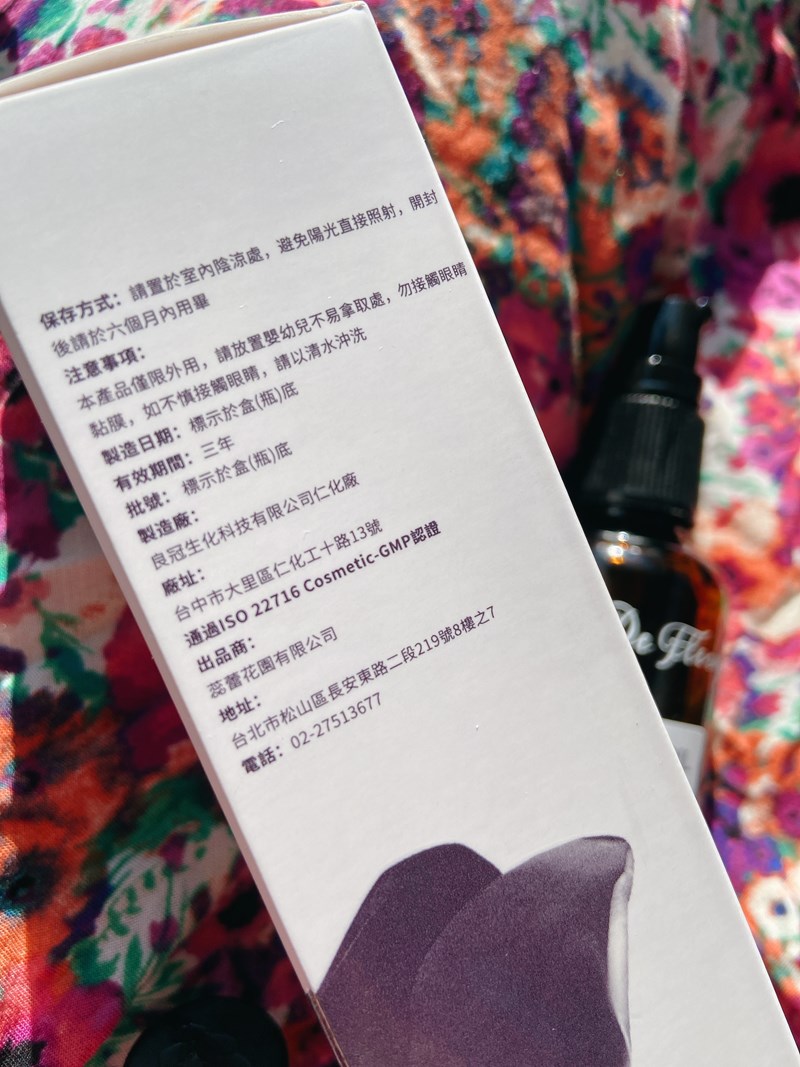 保存方式：請置於室內陰涼處，避免陽光直接照射，開封
後請於六個月內用畢
注意事項：
本產品僅限外用，請放置嬰幼兒不易拿取處，勿接觸眼睛
黏膜，如不慎接觸眼睛，請以清水沖洗
製造日期：標示於盒(瓶)底
有效期間：三年
批號：標示於盒(瓶)底
製造廠：
良冠生化科技有限公司仁化廠
廠址：
台中市大里區仁化工十路13號
通過ISO 22716 Cosmetic-GMP認證
出品商：
蕊蕾花園有限公司
地址：
台北市松山區長安東路二段219號8樓之7
電話：02-27513677
De